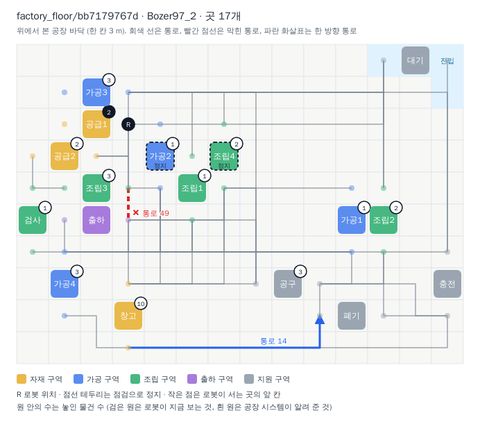 factory_floor/bb7179767d · Bozer97_2 · 곳 17개
위에서 본 공장 바닥 (한 칸 3 m). 회색 선은 통로, 빨간 점선은 막힌 통로, 파란 화살표는 한 방향 통로
대기
3
가공3
2
공급1
R
2
공급2
1
가공2
정지
2
조립4
정지
3
조립3
1
조립1
1
검사
출하
✕ 통로 49
1
가공1
2
조립2
3
가공4
3
공구
충전
10
창고
폐기
통로 14
자재 구역
가공 구역
조립 구역
출하 구역
지원 구역
R 로봇 위치 · 점선 테두리는 점검으로 정지 · 작은 점은 로봇이 서는 곳의 앞 칸
원 안의 수는 놓인 물건 수 (검은 원은 로봇이 지금 보는 것, 흰 원은 공장 시스템이 알려 준 것)